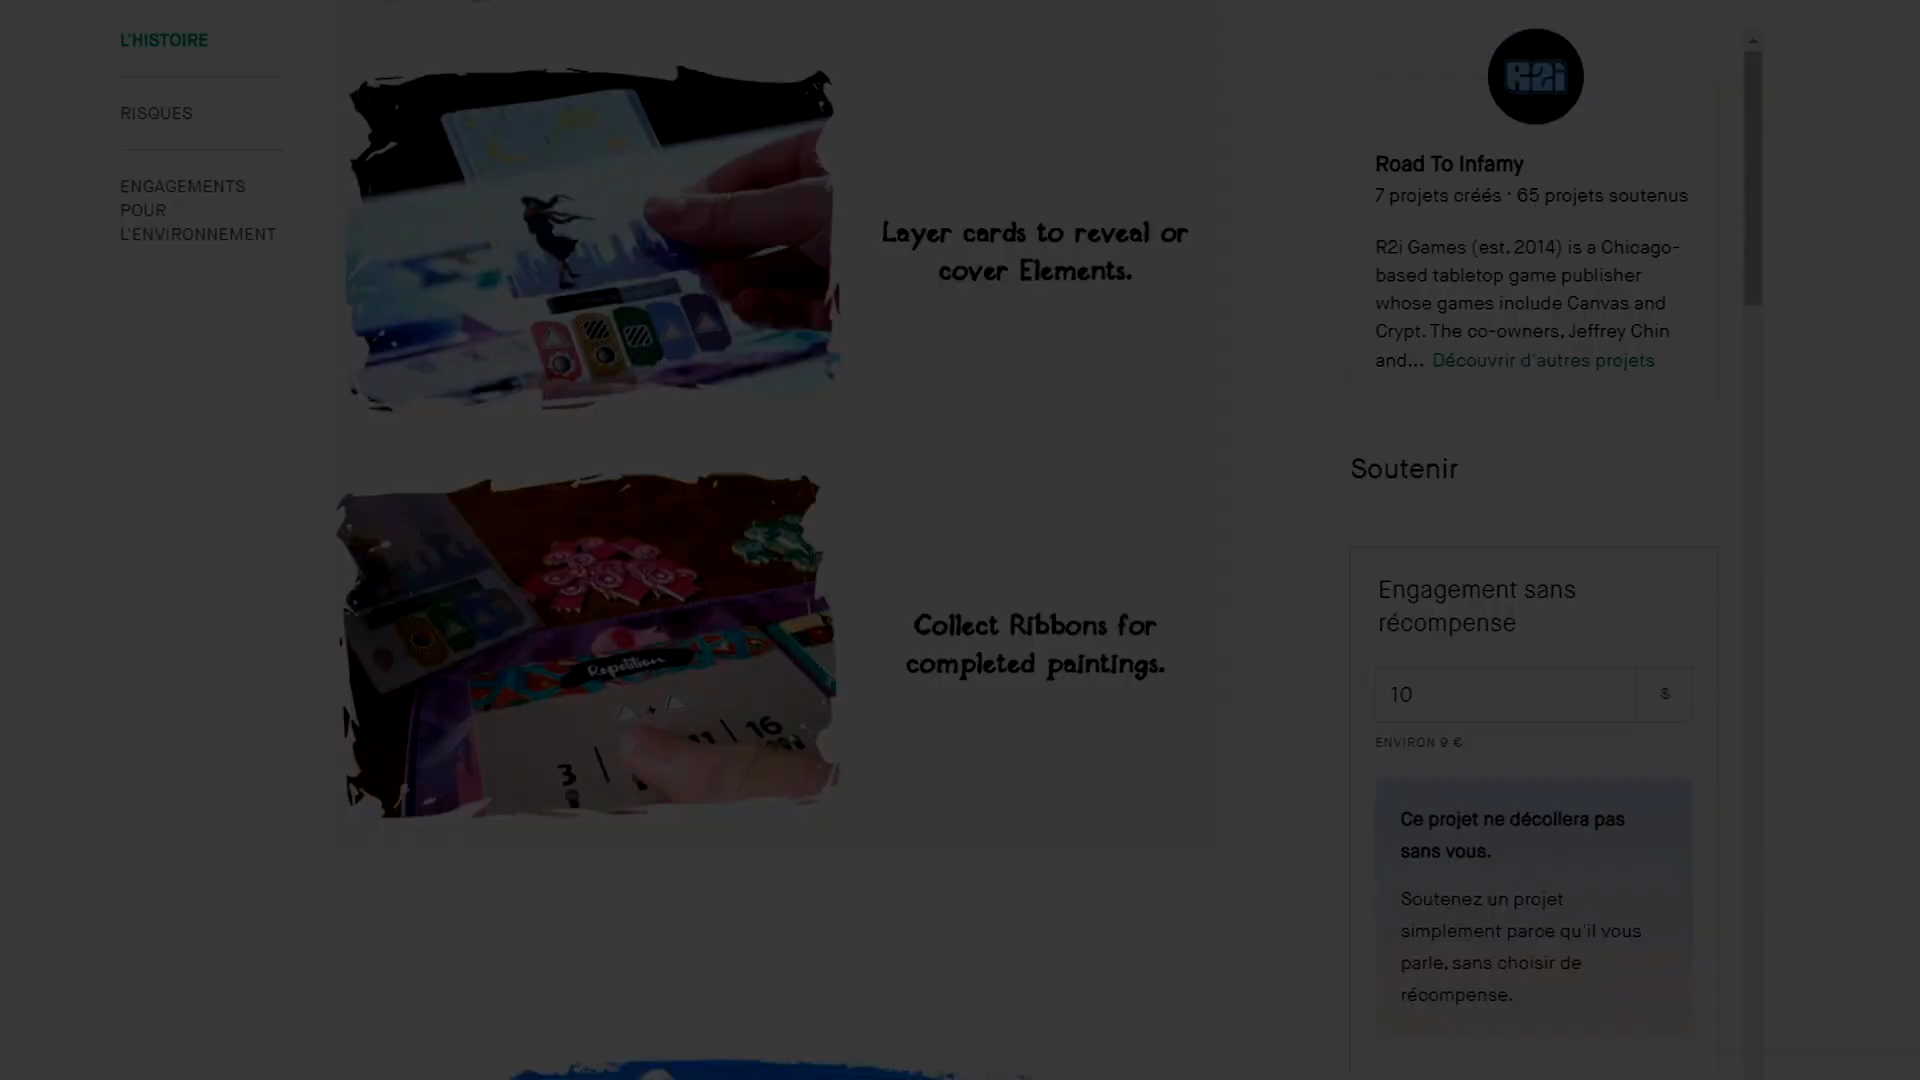 L'HISTOIRE
RISQUES
ENGAGEMENTS
POUR
L'ENVIRONNEMENT
Layer cards to reveal or
cover Elements.
Repetition
3
11 | 16
Collect Ribbons for
completed paintings.
R2i
Road To Infamy
7 projets créés · 65 projets soutenus
R2i Games (est. 2014) is a Chicago-
based tabletop game publisher
whose games include Canvas and
Crypt. The co-owners, Jeffrey Chin
and... Découvrir d'autres projets
Soutenir
Engagement sans
récompense
10 $
ENVIRON 9 €
Ce projet ne décollera pas
sans vous.
Soutenez un projet
simplement parce qu'il vous
parle, sans choisir de
récompense.